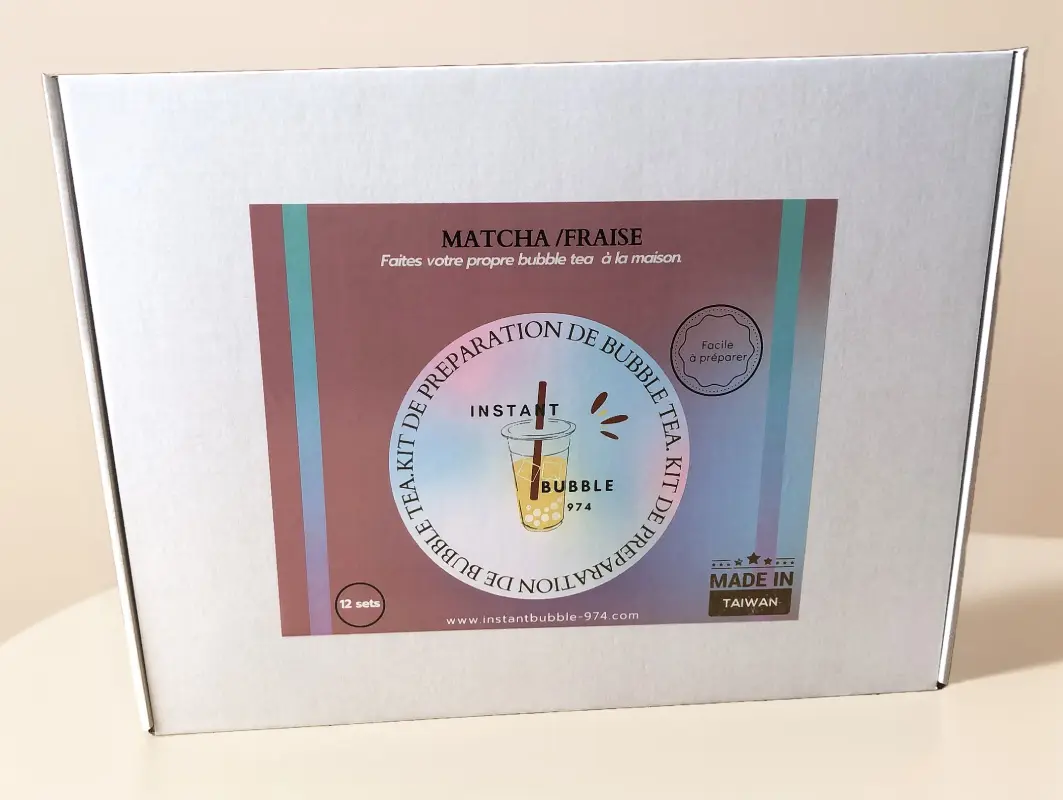 MATCHA /FRAISE
Faites votre propre bubble tea à la maison.
Facile
à préparer
KIT DE PREPARATION DE BUBBLE TEA. KIT DE PREPARATION DE BUBBLE TEA.
INSTANT
BUBBLE
974
12 sets
MADE IN
TAIWAN
www.instantbubble-974.com